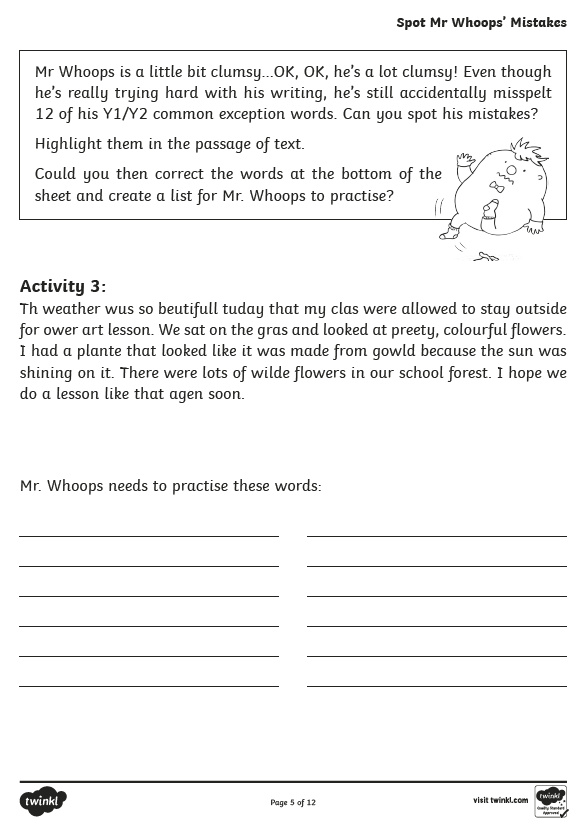 Spot Mr Whoops' Mistakes
Mr Whoops is a little bit clumsy...OK, OK, he's a lot clumsy! Even though
he's really trying hard with his writing, he's still accidentally misspelt
12 of his Y1/Y2 common exception words. Can you spot his mistakes?
Highlight them in the passage of text.
Could you then correct the words at the bottom of the
sheet and create a list for Mr. Whoops to practise?
Activity 3:
Th weather wus so beutifull tuday that my clas were allowed to stay outside
for ower art lesson. We sat on the gras and looked at preety, colourful flowers.
I had a plante that looked like it was made from gowld because the sun was
shining on it. There were lots of wilde flowers in our school forest. I hope we
do a lesson like that agen soon.
Mr. Whoops needs to practise these words:
twinkl
Page 5 of 12
visit twinkl.com
twinkl
Quality Standard
Approved